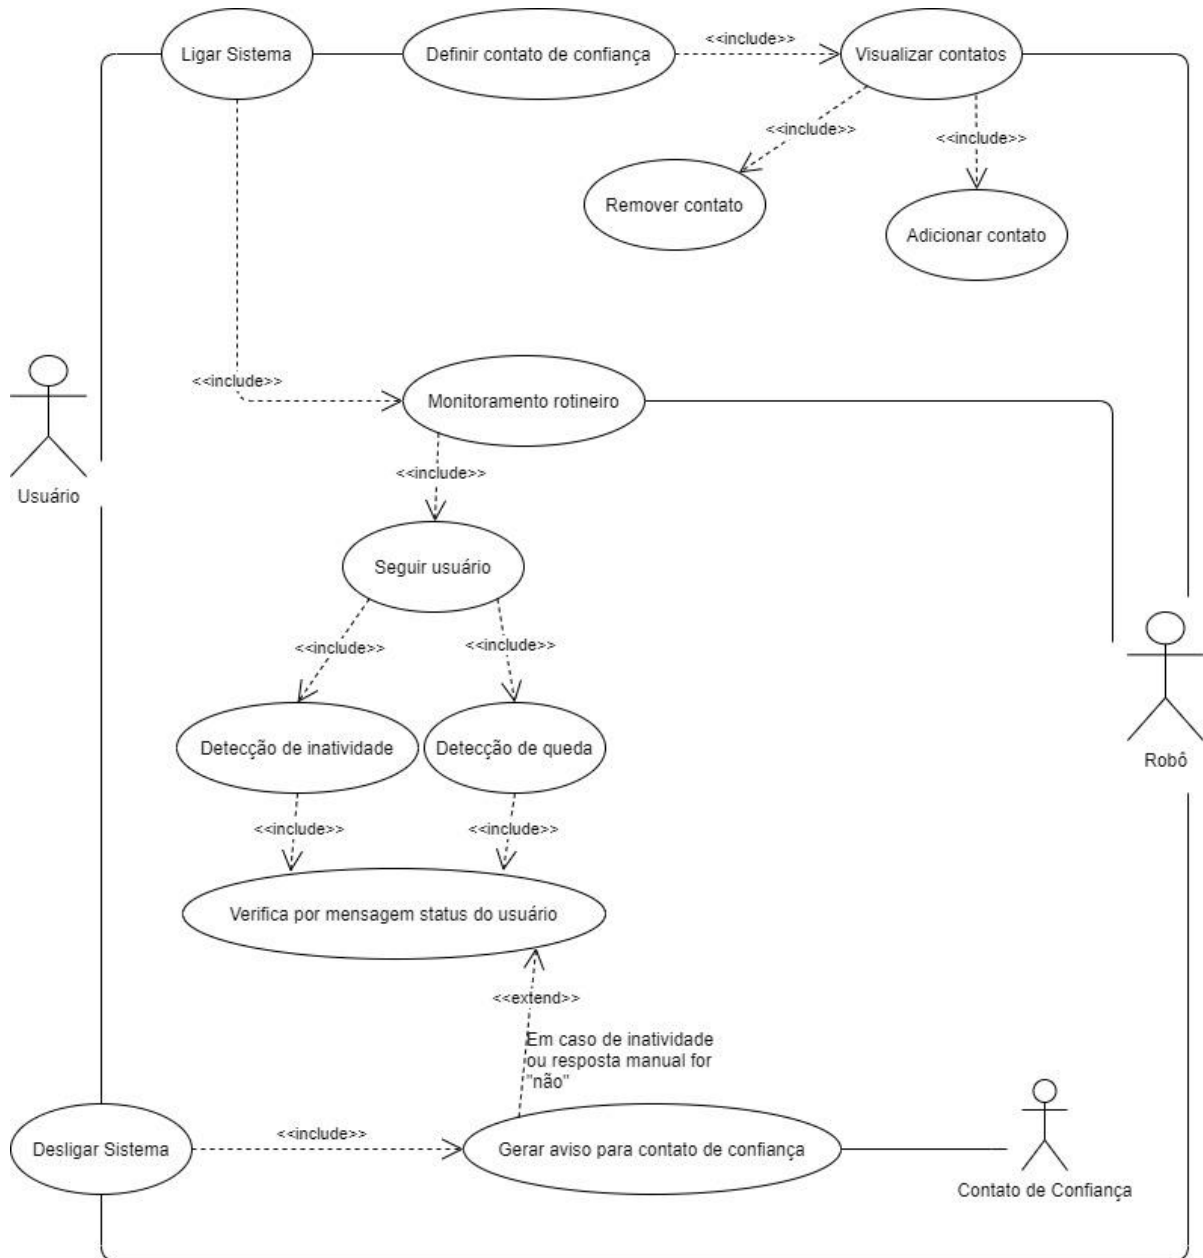 Ligar Sistema
Definir contato de confiança
<<include>>
Visualizar contatos
<<include>>
<<include>>
Remover contato
Adicionar contato
<<include>>
Monitoramento rotineiro
<<include>>
Usuário
Seguir usuário
<<include>>
<<include>>
Detecção de inatividade
Detecção de queda
Robô
<<include>>
<<include>>
Verifica por mensagem status do usuário
<<extend>>
Em caso de inatividade
ou resposta manual for
"não"
Desligar Sistema
<<include>>
Gerar aviso para contato de confiança
Contato de Confiança